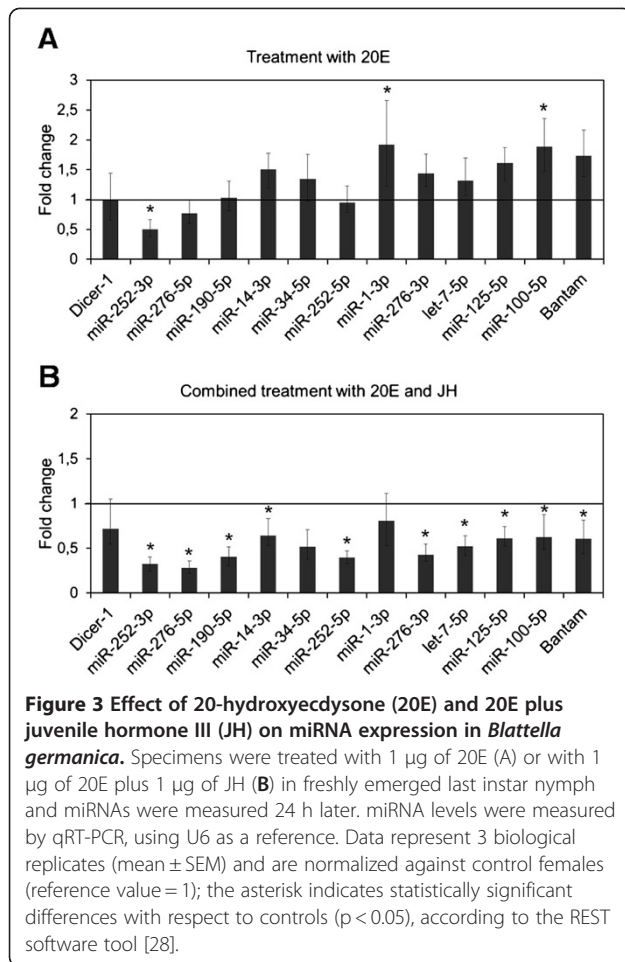 A
Treatment with 20E
3
2,5
2
1,5
1
0,5
0
Fold change
*
*
*
Dicer-1
miR-252-3p
miR-276-5p
miR-190-5p
miR-14-3p
miR-34-5p
miR-252-5p
miR-1-3p
miR-276-3p
let-7-5p
miR-125-5p
miR-100-5p
Bantam
B
Combined treatment with 20E and JH
2
1,5
1
0,5
0
Fold change
*
*
*
*
*
*
*
*
*
*
Dicer-1
miR-252-3p
miR-276-5p
miR-190-5p
miR-14-3p
miR-34-5p
miR-252-5p
miR-1-3p
miR-276-3p
let-7-5p
miR-125-5p
miR-100-5p
Bantam
Figure 3 Effect of 20-hydroxyecdysone (20E) and 20E plus
juvenile hormone III (JH) on miRNA expression in Blattella
germanica. Specimens were treated with 1 μg of 20E (A) or with 1
μg of 20E plus 1 μg of JH (B) in freshly emerged last instar nymph
and miRNAs were measured 24 h later. miRNA levels were measured
by qRT-PCR, using U6 as a reference. Data represent 3 biological
replicates (mean ± SEM) and are normalized against control females
(reference value = 1); the asterisk indicates statistically significant
differences with respect to controls (p < 0.05), according to the REST
software tool [28].